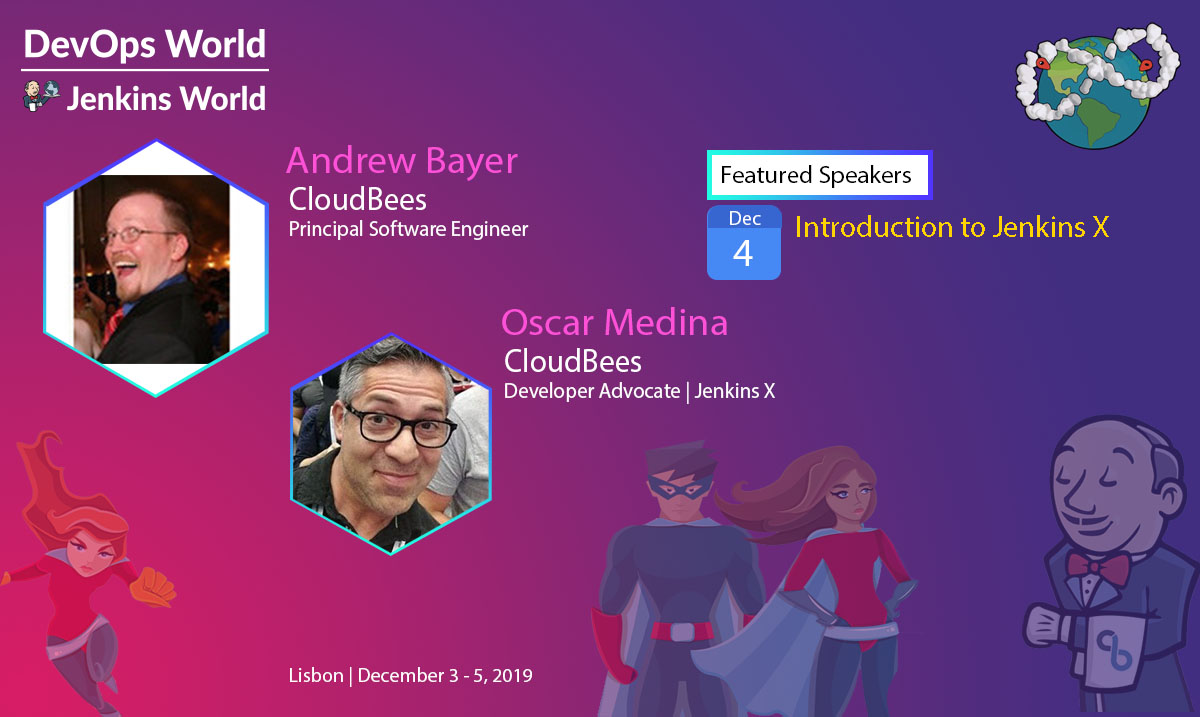 DevOps World
Jenkins World
Andrew Bayer
CloudBees
Principal Software Engineer
Featured Speakers
Dec
4
Introduction to Jenkins X
Oscar Medina
CloudBees
Developer Advocate | Jenkins X
Lisbon | December 3 - 5, 2019